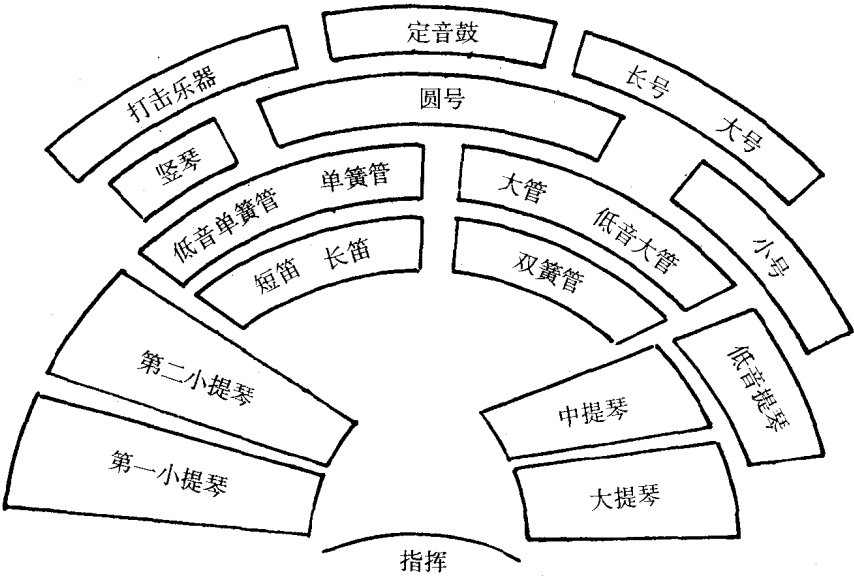 定音鼓
打击乐器
长号 大号
圆号
竖琴
低音单簧管 单簧管
大管 低音大管
小号
短笛 长笛
双簧管
第二小提琴
中提琴
低音提琴
第一小提琴
大提琴
指挥